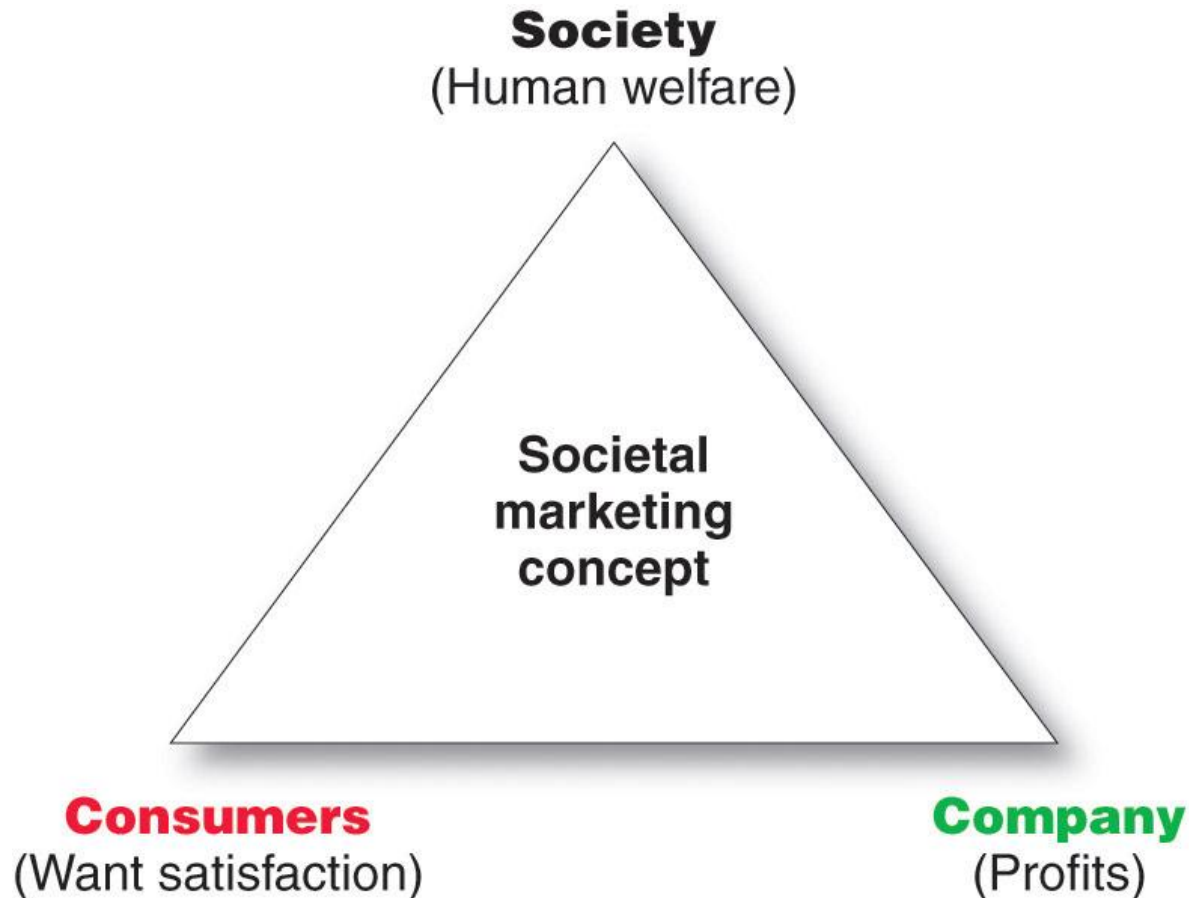 Society
(Human welfare)
Societal
marketing
concept
Consumers
(Want satisfaction)
Company
(Profits)